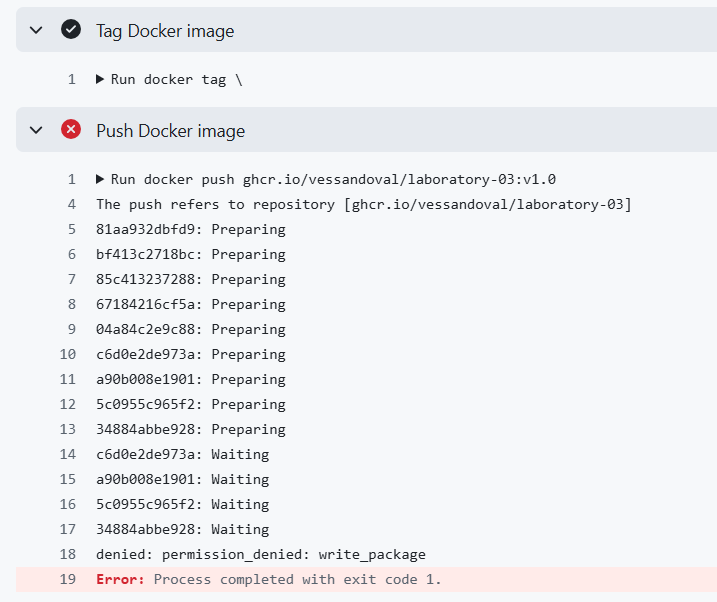 Tag Docker image
1 Run docker tag \
Push Docker image
1 Run docker push ghcr.io/vessandoval/laboratory-03:v1.0
4 The push refers to repository [ghcr.io/vessandoval/laboratory-03]
5 81aa932dbfd9: Preparing
6 bf413c2718bc: Preparing
7 85c413237288: Preparing
8 67184216cf5a: Preparing
9 04a84c2e9c88: Preparing
10 c6d0e2de973a: Preparing
11 a90b008e1901: Preparing
12 5c0955c965f2: Preparing
13 34884abbe928: Preparing
14 c6d0e2de973a: Waiting
15 a90b008e1901: Waiting
16 5c0955c965f2: Waiting
17 34884abbe928: Waiting
18 denied: permission_denied: write_package
19 Error: Process completed with exit code 1.